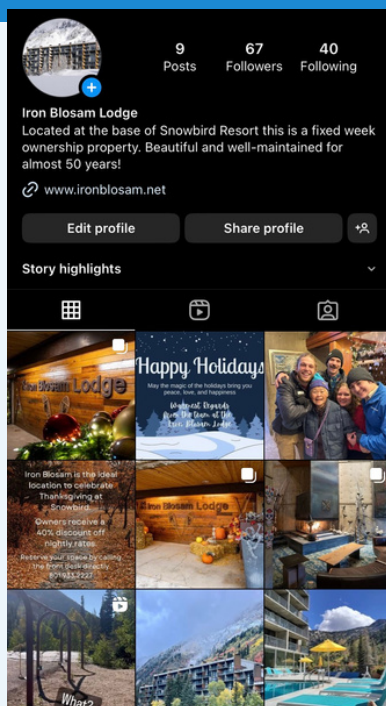 9
67
40
Posts
Followers
Following
Iron Blosam Lodge
Located at the base of Snowbird Resort this is a fixed week
ownership property. Beautiful and well-maintained for
almost 50 years!
www.ironblosam.net
Edit profile
Share profile
Story highlights
Iron Blosam Lodge
Happy Holidays
May the magic of the holidays bring you
peace, love, and happiness
Warmest Regards
from the team at the
Iron Blosam Lodge
Iron Blosam is the ideal
location to celebrate
Thanksgiving at
Snowbird.
Owners receive a
40% discount off
nightly rates.
Reserve your space by calling
the Front Desk directly
801.933.2222
Iron Blosam Lodge
What?